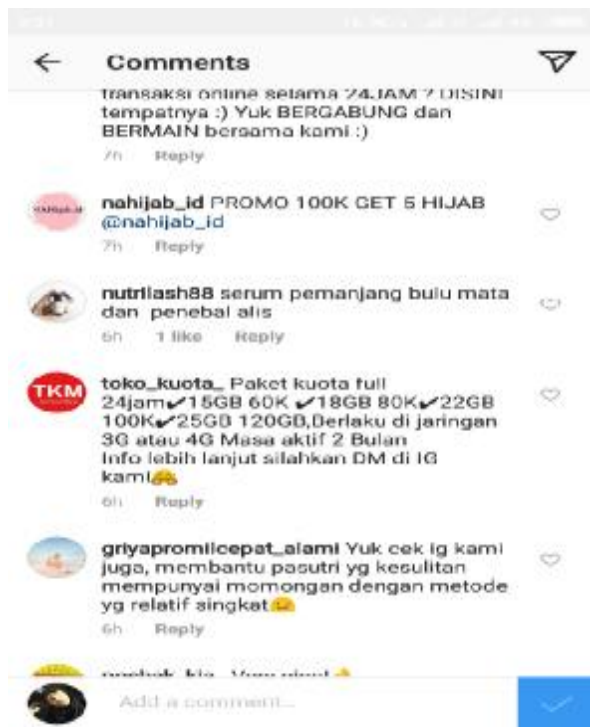 Comments
transaksi online selama 24JAM ? DISINI
tempatnya :) Yuk BERGABUNG dan
BERMAIN bersama kami :)
7h Reply
nahijab_id PROMO 100K GET 5 HIJAB
@nahijab_id
7h Reply
nutrilash88 serum pemanjang bulu mata
dan penebal alis
6h 1 like Reply
TKM
toko_kuota_ Paket kuota full
24jam✔15GB 60K ✔18GB 80K✔22GB
100K✔25GB 120GB,Berlaku di jaringan
3G atau 4G Masa aktif 2 Bulan
Info lebih lanjut silahkan DM di IG
kami
6h Reply
griyapromilcepat_alami Yuk cek ig kami
juga, membantu pasutri yg kesulitan
mempunyai momongan dengan metode
yg relatif singkat
6h Reply
Add a comment...